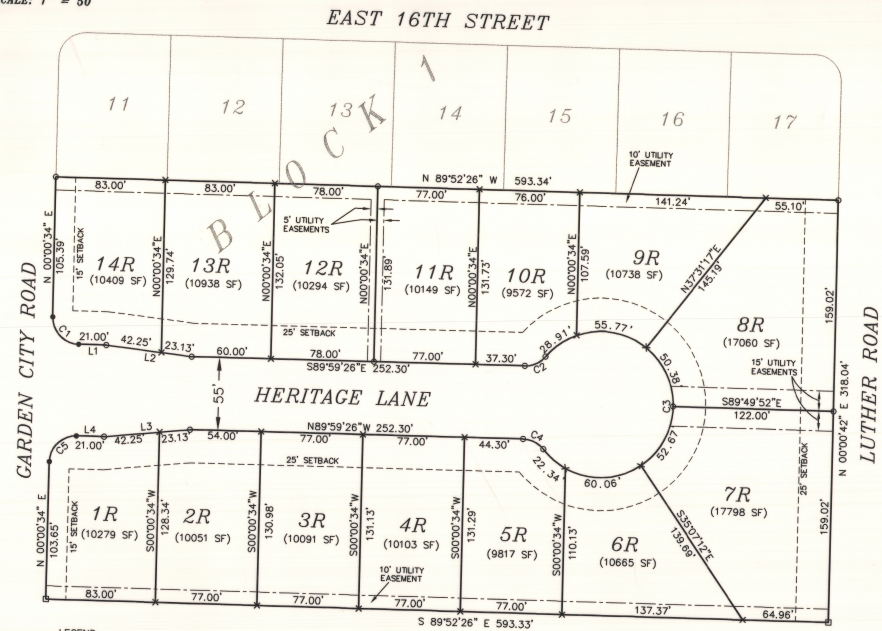 SCALE: 1" = 50'
EAST 16TH STREET
BLOCK 1
11
12
13
14
15
16
17
10' UTILITY
EASEMENT
N 89°52'26" W 593.34'
83.00'
83.00'
78.00'
77.00'
76.00'
141.24'
55.10'
5' UTILITY
EASEMENTS
N 00°00'34" E
105.39'
15' SETBACK
14R
(10409 SF)
N00°00'34"E
129.74'
13R
(10938 SF)
N00°00'34"E
132.05'
12R
(10294 SF)
N00°00'34"E
131.89'
11R
(10149 SF)
N00°00'34"E
131.73'
10R
(9572 SF)
N00°00'34"E
107.59'
9R
(10738 SF)
N37°31'17"E
145.19'
8R
(17060 SF)
159.02'
15' UTILITY
EASEMENTS
25' SETBACK
C1
21.00'
L1
42.25'
L2
23.13'
60.00'
78.00'
S89°59'26"E 252.30'
77.00'
37.30'
C2
28.91'
55.77'
50.38
C3
S89°49'52"E
122.00'
GARDEN CITY ROAD
55'
HERITAGE LANE
LUTHER ROAD
N 00°00'42" E 318.04'
C5
L4
21.00'
42.25'
L3
23.13'
54.00'
N89°59'26"W 252.30'
77.00'
77.00'
44.30'
C4
22.34'
60.06'
52.67
25' SETBACK
N 00°00'34" E
103.65'
15' SETBACK
1R
(10279 SF)
S00°00'34"W
128.34'
2R
(10051 SF)
S00°00'34"W
130.98'
3R
(10091 SF)
S00°00'34"W
131.13'
4R
(10103 SF)
S00°00'34"W
131.29'
5R
(9817 SF)
S00°00'34"W
110.13'
6R
(10665 SF)
S35°07'12"E
139.69'
7R
(17798 SF)
25' SETBACK
159.02'
10' UTILITY
EASEMENT
83.00'
77.00'
77.00'
77.00'
77.00'
137.37'
64.96'
S 89°52'26" E 593.33'
LEGEND